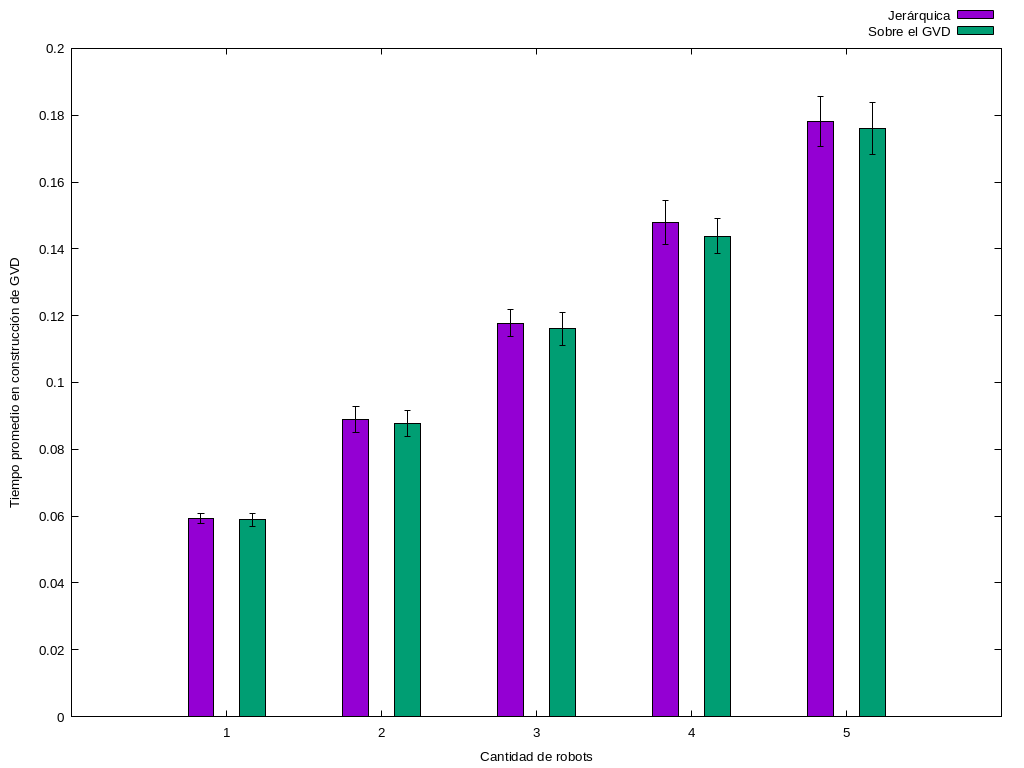 Jerárquica
Sobre el GVD
0.2
0.18
0.16
0.14
0.12
0.1
0.08
0.06
0.04
0.02
0
Tiempo promedio en construcción de GVD
1 2 3 4 5
Cantidad de robots